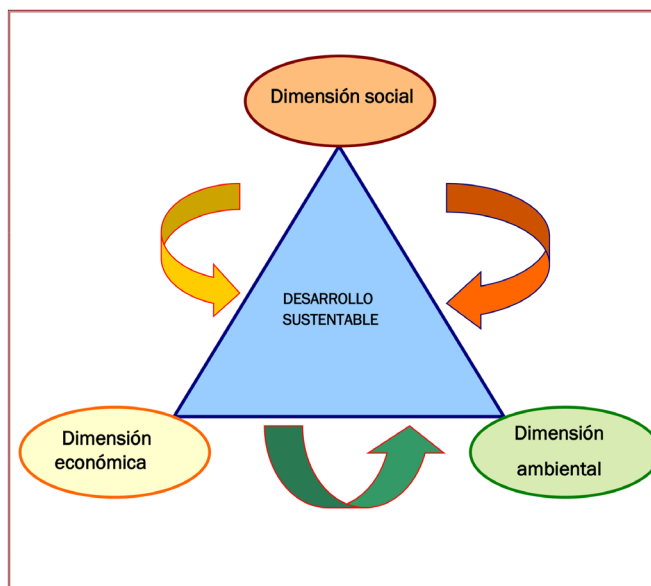 Dimensión social
DESARROLLO
SUSTENTABLE
Dimensión
económica
Dimensión
ambiental